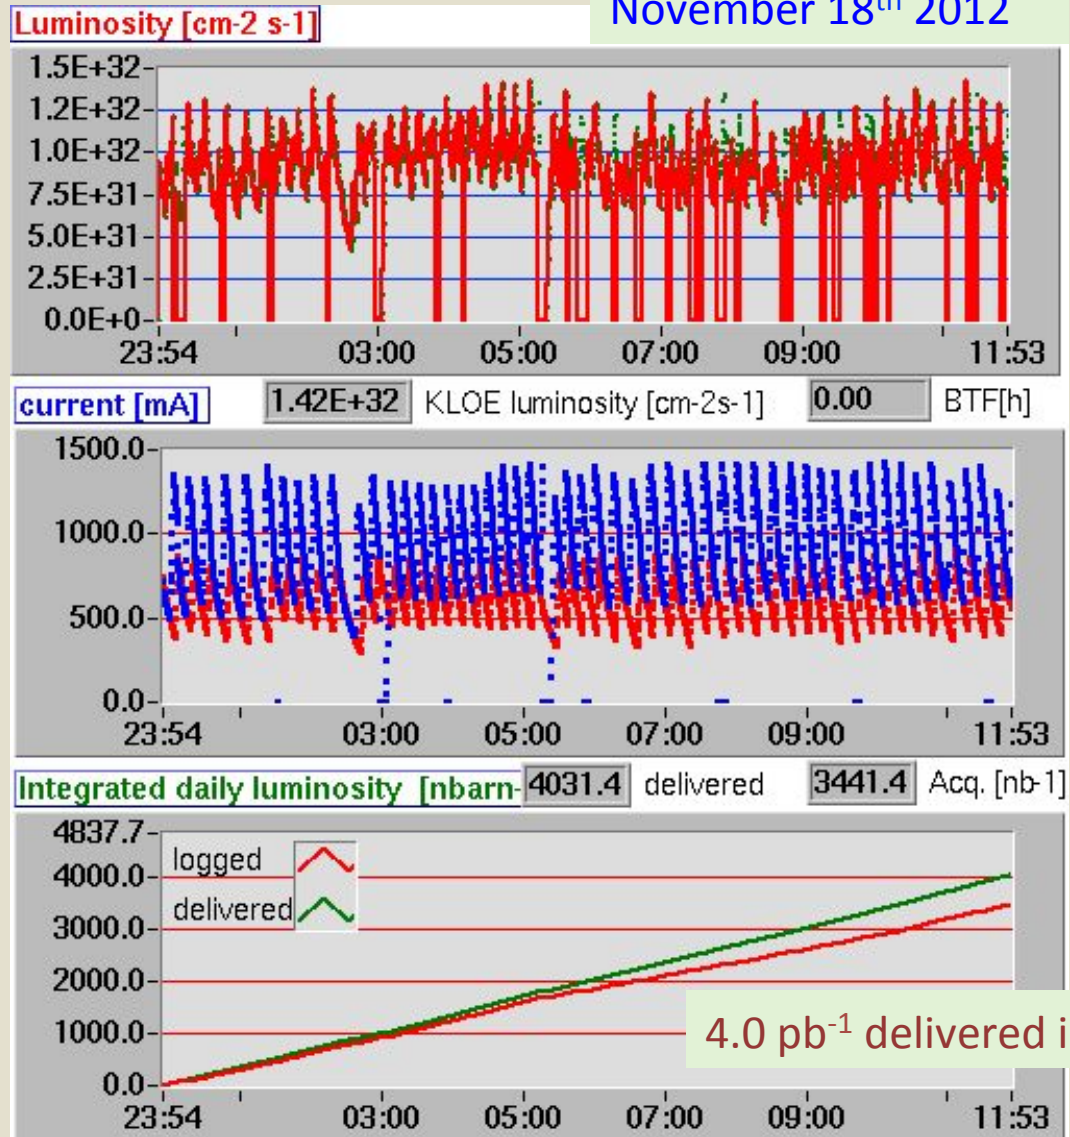 November 18th 2012
Luminosity [cm-2 s-1]
1.5E+32
1.2E+32
1.0E+32
7.5E+31
5.0E+31
2.5E+31
0.0E+0
23:54 03:00 05:00 07:00 09:00 11:53
current [mA] 1.42E+32 KLOE luminosity [cm-2s-1] 0.00 BTF[h]
1500.0
1000.0
500.0
0.0
23:54 03:00 05:00 07:00 09:00 11:53
Integrated daily luminosity [nbarn- 4031.4 delivered 3441.4 Acq. [nb-1]
4837.7
4000.0
3000.0
2000.0
1000.0
0.0
logged
delivered
4.0 pb-1 delivered i
23:54 03:00 05:00 07:00 09:00 11:53